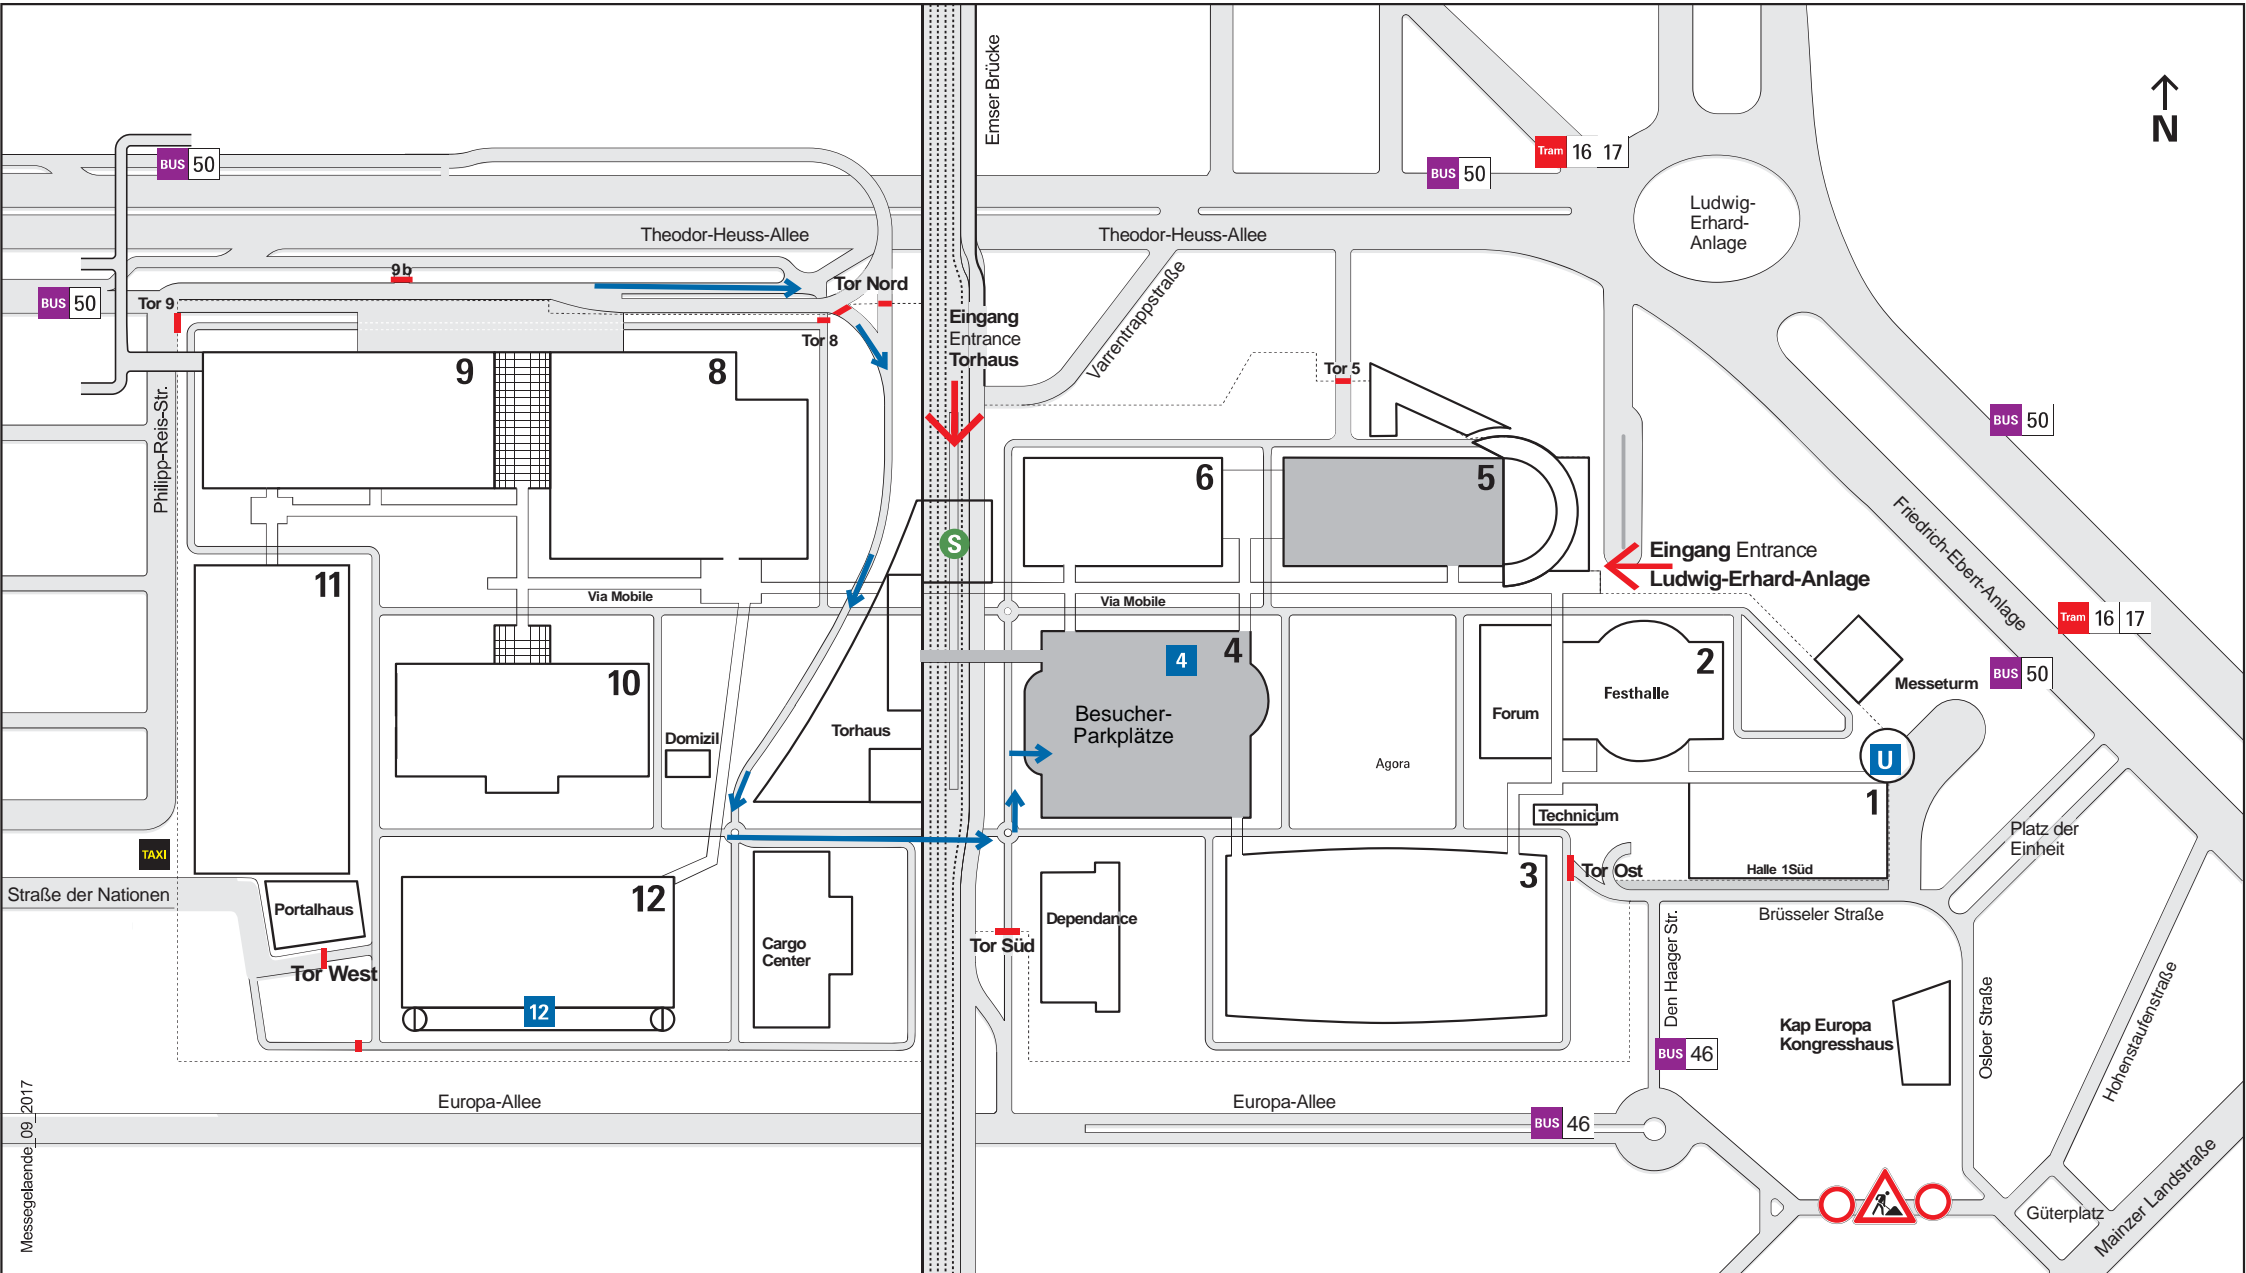 Emser Brücke
N
BUS 50
Tram 16 17
BUS 50
Ludwig-
Erhard-
Anlage
Theodor-Heuss-Allee
Theodor-Heuss-Allee
9b
Tor Nord
BUS 50
Tor 9
Tor 8
Eingang
Entrance
Torhaus
Varrentrappstraße
Tor 5
9
8
Philipp-Reis-Str.
BUS 50
6
5
S
Friedrich-Ebert-Anlage
Eingang Entrance
Ludwig-Erhard-Anlage
11
Via Mobile
Via Mobile
Tram 16 17
4
4
2
10
Festhalle
Messeturm
BUS 50
Besucher-
Parkplätze
Forum
Torhaus
Domizil
Agora
U
1
Technicum
Platz der
Einheit
TAXI
Halle 1Süd
Tor Ost
3
Straße der Nationen
12
Portalhaus
Dependance
Brüsseler Straße
Cargo
Center
Tor Süd
Tor West
Den Haager Str.
12
Osloer Straße
Hohenstaufenstraße
Kap Europa
Kongresshaus
BUS 46
Europa-Allee
Europa-Allee
BUS 46
Messegelaende_09_2017
Güterplatz
Mainzer Landstraße